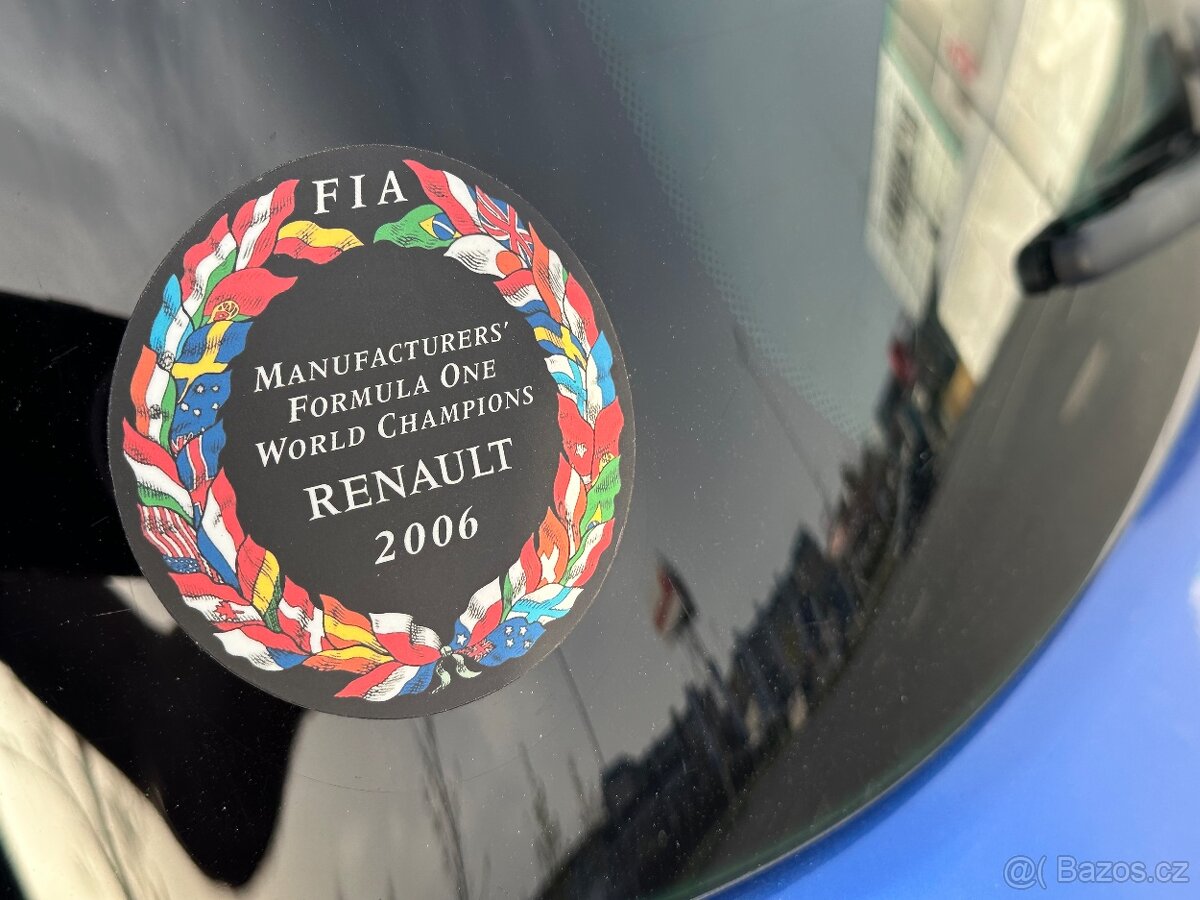 FIA
MANUFACTURERS'
FORMULA ONE
WORLD CHAMPIONS
RENAULT
2006
@( Bazos.cz